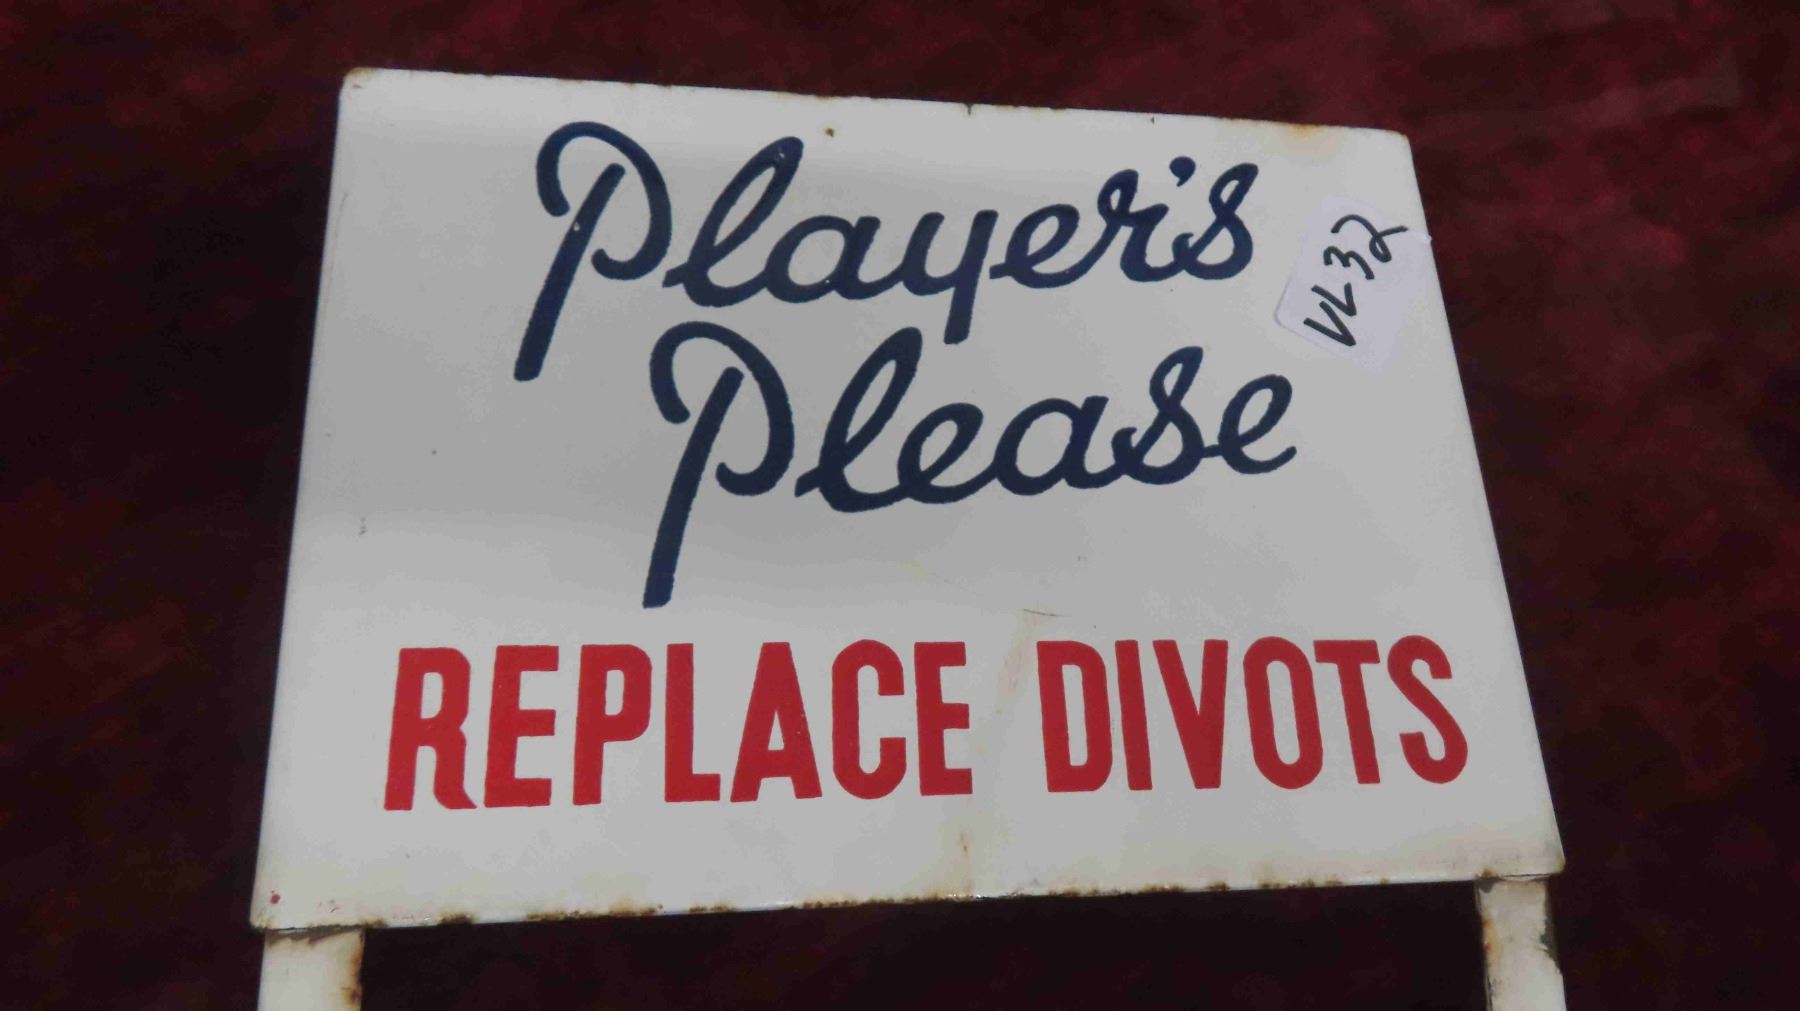 Player's
VL32
Please
REPLACE DIVOTS